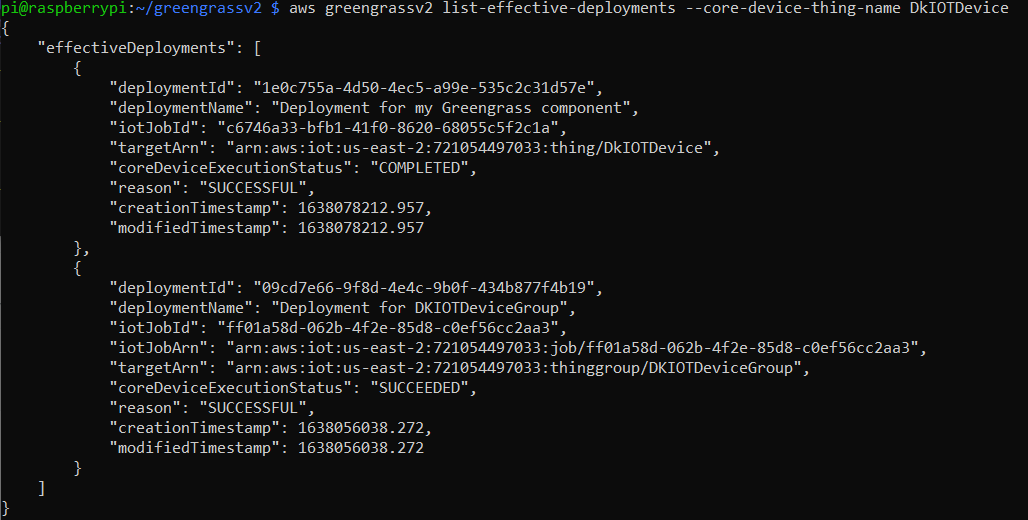 pi@raspberrypi:~/greengrassv2 $ aws greengrassv2 list-effective-deployments --core-device-thing-name DkIOTDevice
{
    "effectiveDeployments": [
        {
            "deploymentId": "1e0c755a-4d50-4ec5-a99e-535c2c31d57e",
            "deploymentName": "Deployment for my Greengrass component",
            "iotJobId": "c6746a33-bfb1-41f0-8620-68055c5f2c1a",
            "targetArn": "arn:aws:iot:us-east-2:721054497033:thing/DkIOTDevice",
            "coreDeviceExecutionStatus": "COMPLETED",
            "reason": "SUCCESSFUL",
            "creationTimestamp": 1638078212.957,
            "modifiedTimestamp": 1638078212.957
        },
        {
            "deploymentId": "09cd7e66-9f8d-4e4c-9b0f-434b877f4b19",
            "deploymentName": "Deployment for DKIOTDeviceGroup",
            "iotJobId": "ff01a58d-062b-4f2e-85d8-c0ef56cc2aa3",
            "iotJobArn": "arn:aws:iot:us-east-2:721054497033:job/ff01a58d-062b-4f2e-85d8-c0ef56cc2aa3",
            "targetArn": "arn:aws:iot:us-east-2:721054497033:thinggroup/DKIOTDeviceGroup",
            "coreDeviceExecutionStatus": "SUCCEEDED",
            "reason": "SUCCESSFUL",
            "creationTimestamp": 1638056038.272,
            "modifiedTimestamp": 1638056038.272
        }
    ]
}